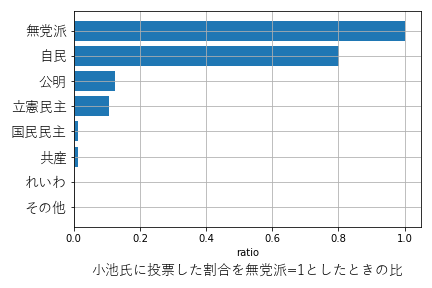 無党派
自民
公明
立憲民主
国民民主
共産
れいわ
その他
0.0 0.2 0.4 0.6 0.8 1.0
ratio
小池氏に投票した割合を無党派=1としたときの比